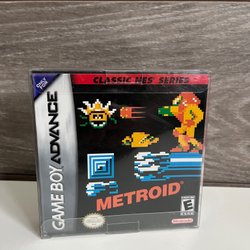 CLASSIC NES SERIES
GAME BOY ADVANCE
METROID
E